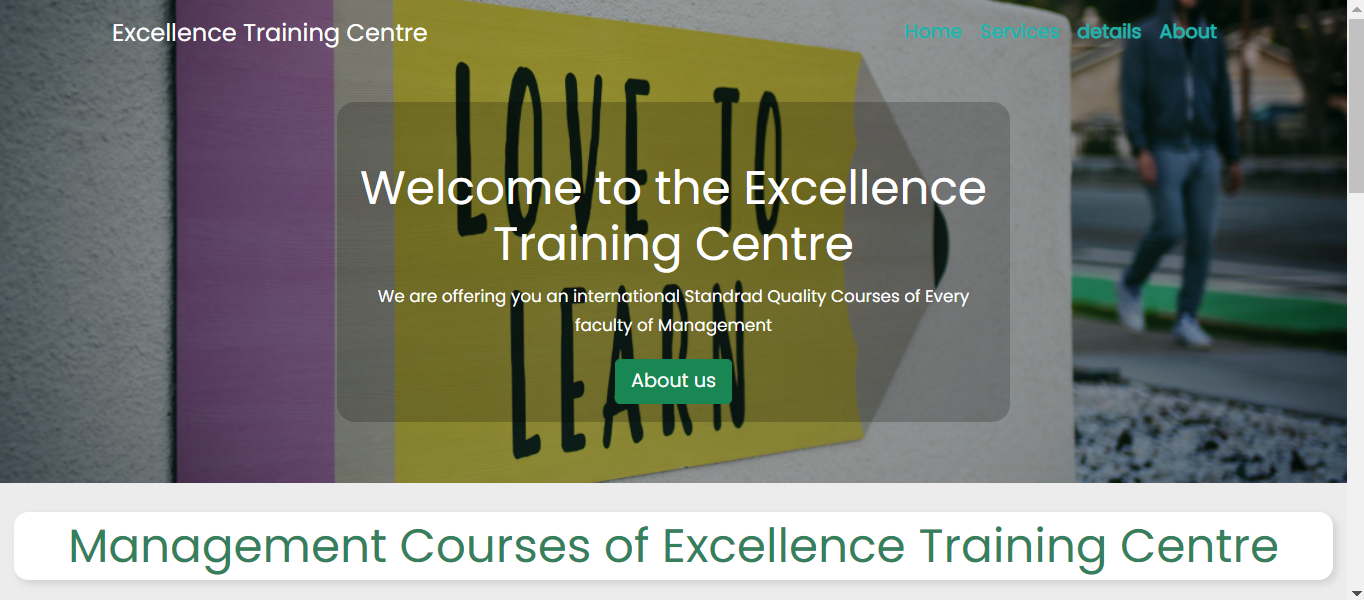 Excellence Training Centre
Home Services details About
LOVE TO
Welcome to the Excellence
Training Centre
We are offering you an international Standrad Quality Courses of Every
faculty of Management
LEARN
About us
Management Courses of Excellence Training Centre